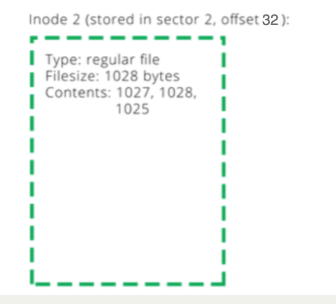 Inode 2 (stored in sector 2, offset 32):
Type: regular file
Filesize: 1028 bytes
Contents: 1027, 1028,
1025